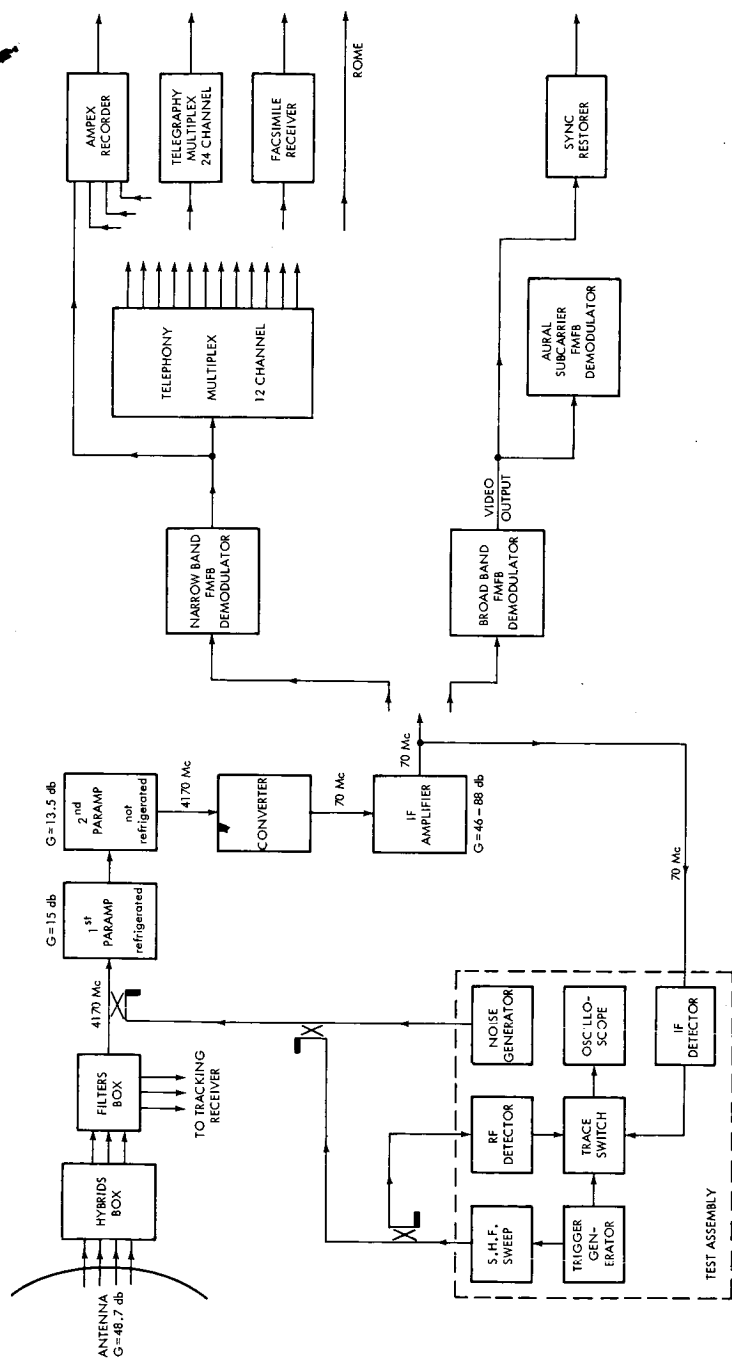 ANTENNA
G=48.7 db
HYBRIDS
BOX
FILTERS
BOX
TO TRACKING
RECEIVER
4170 Mc
G=15 db
1st
PARAMP
refrigerated
G=13.5 db
2nd
PARAMP
not
refrigerated
4170 Mc
CONVERTER
70 Mc
IF
AMPLIFIER
G=46-88 db
70 Mc
70 Mc
NARROW BAND
FMFB
DEMODULATOR
TELEPHONY
MULTIPLEX
12 CHANNEL
AMPEX
RECORDER
TELEGRAPHY
MULTIPLEX
24 CHANNEL
FACSIMILE
RECEIVER
ROME
BROAD BAND
FMFB
DEMODULATOR
VIDEO
OUTPUT
AURAL
SUBCARRIER
FMFB
DEMODULATOR
SYNC
RESTORER
S.H.F.
SWEEP
RF
DETECTOR
NOISE
GENERATOR
TRIGGER
GEN-
ERATOR
TRACE
SWITCH
OSCILLO-
SCOPE
IF
DETECTOR
TEST ASSEMBLY